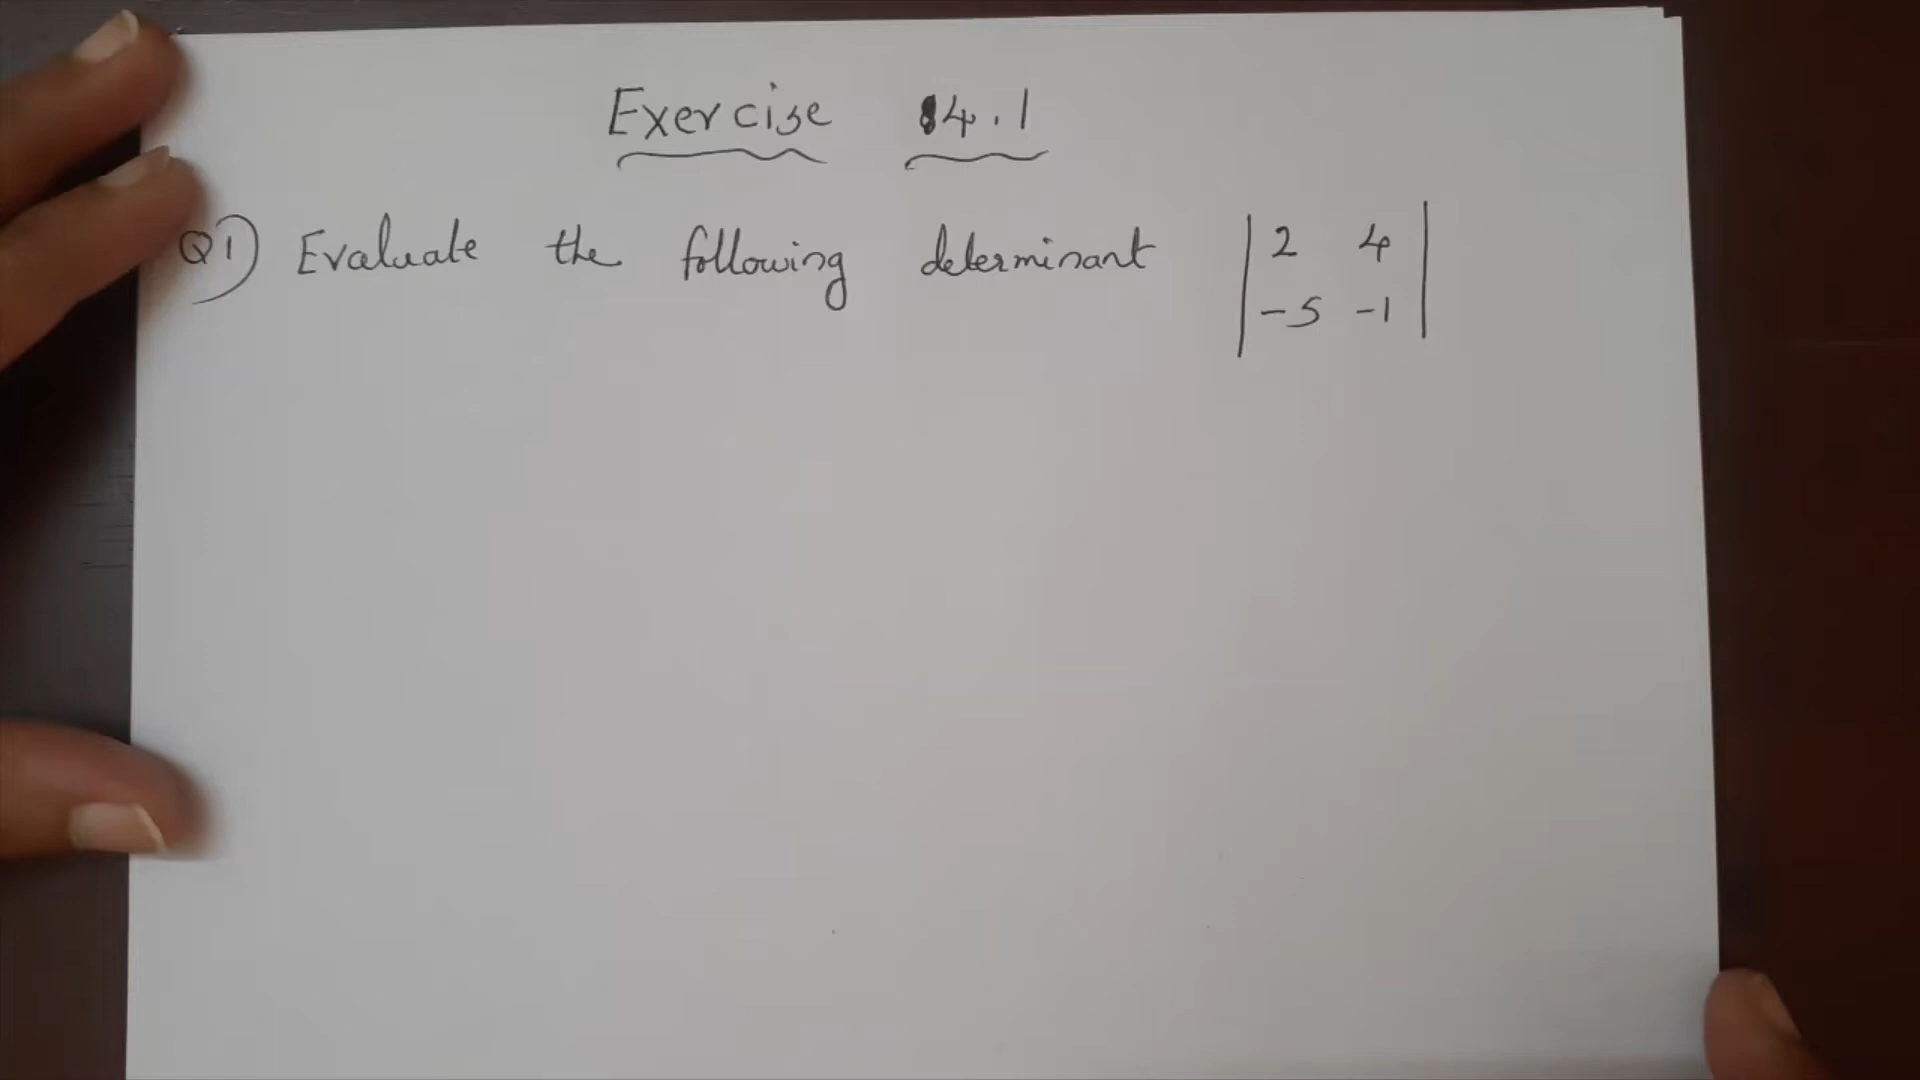 Exercise 4.1
Q1) Evaluate the following determinant | 2 4 |
| -5 -1 |